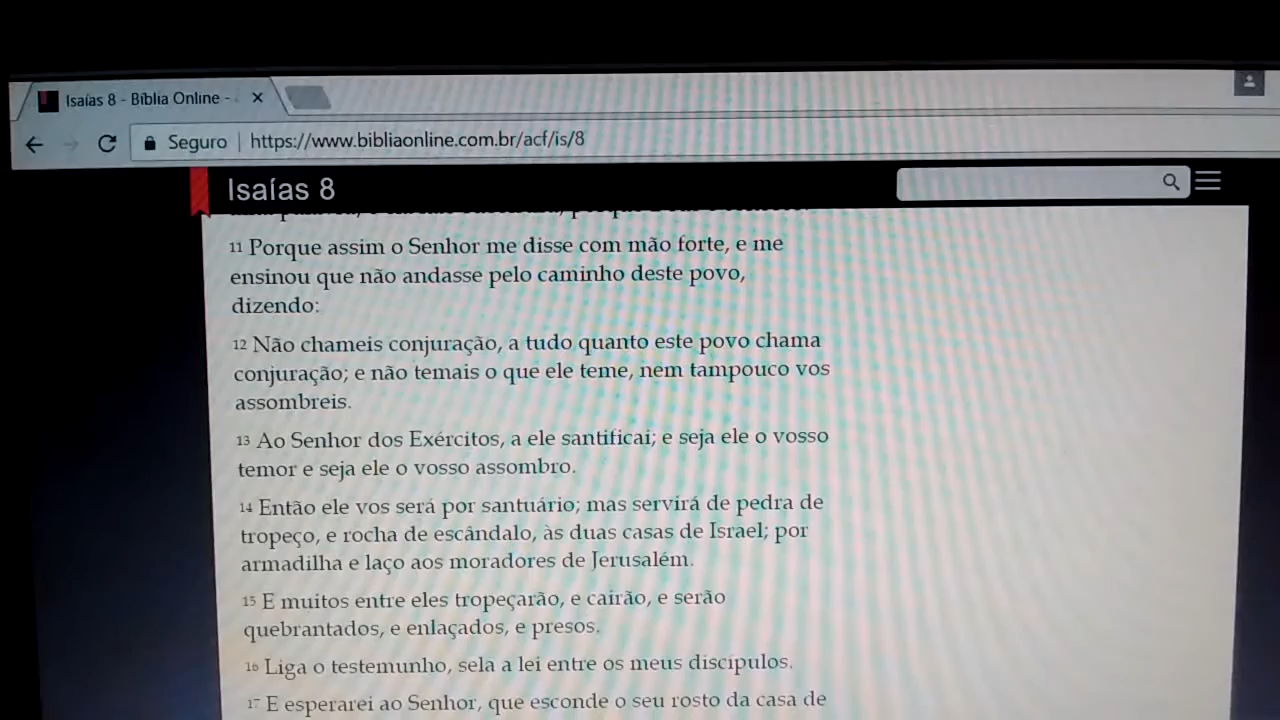 Isaías 8 - Bíblia Online -
Seguro | https://www.bibliaonline.com.br/acf/is/8
Isaías 8
11 Porque assim o Senhor me disse com mão forte, e me
ensinou que não andasse pelo caminho deste povo,
dizendo:
12 Não chameis conjuração, a tudo quanto este povo chama
conjuração; e não temais o que ele teme, nem tampouco vos
assombreis.
13 Ao Senhor dos Exércitos, a ele santificai; e seja ele o vosso
temor e seja ele o vosso assombro.
14 Então ele vos será por santuário; mas servirá de pedra de
tropeço, e rocha de escândalo, às duas casas de Israel; por
armadilha e laço aos moradores de Jerusalém.
15 E muitos entre eles tropeçarão, e cairão, e serão
quebrantados, e enlaçados, e presos.
16 Liga o testemunho, sela a lei entre os meus discípulos.
17 E esperarei ao Senhor, que esconde o seu rosto da casa de